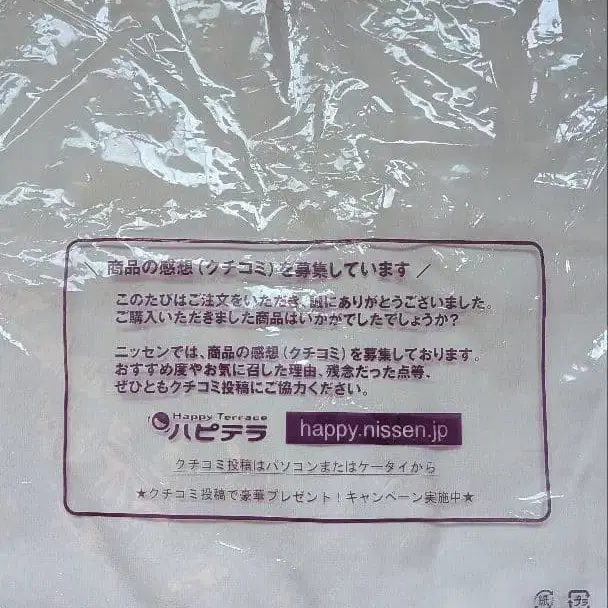 ＼ 商品の感想（クチコミ）を募集しています ／
このたびはご注文をいただき、誠にありがとうございました。
ご購入いただきました商品はいかがでしたでしょうか？
ニッセンでは、商品の感想（クチコミ）を募集しております。
おすすめ度やお気に召した理由、残念だった点等、
ぜひともクチコミ投稿にご協力ください。
Happy Terrace
ハピテラ
happy.nissen.jp
クチコミ投稿はパソコンまたはケータイから
★クチコミ投稿で豪華プレゼント！キャンペーン実施中★
紙 プラ